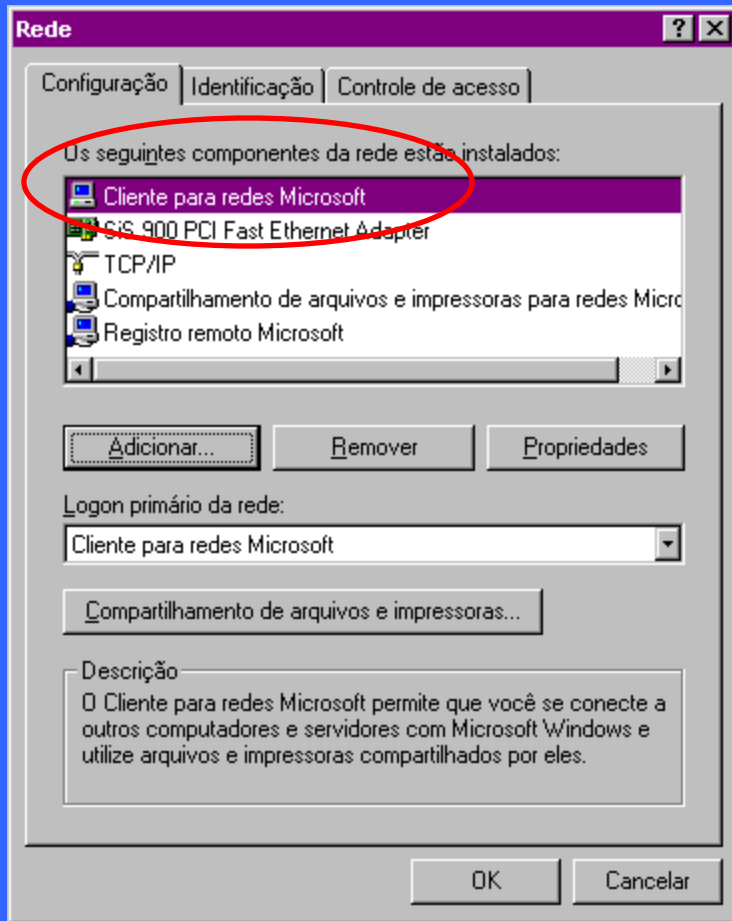 Rede
Configuração Identificação Controle de acesso
Os seguintes componentes da rede estão instalados:
Cliente para redes Microsoft
SiS 900 PCI Fast Ethernet Adapter
TCP/IP
Compartilhamento de arquivos e impressoras para redes Micro
Registro remoto Microsoft
Adicionar... Remover Propriedades
Logon primário da rede:
Cliente para redes Microsoft
Compartilhamento de arquivos e impressoras...
Descrição
O Cliente para redes Microsoft permite que você se conecte a
outros computadores e servidores com Microsoft Windows e
utilize arquivos e impressoras compartilhados por eles.
OK Cancelar